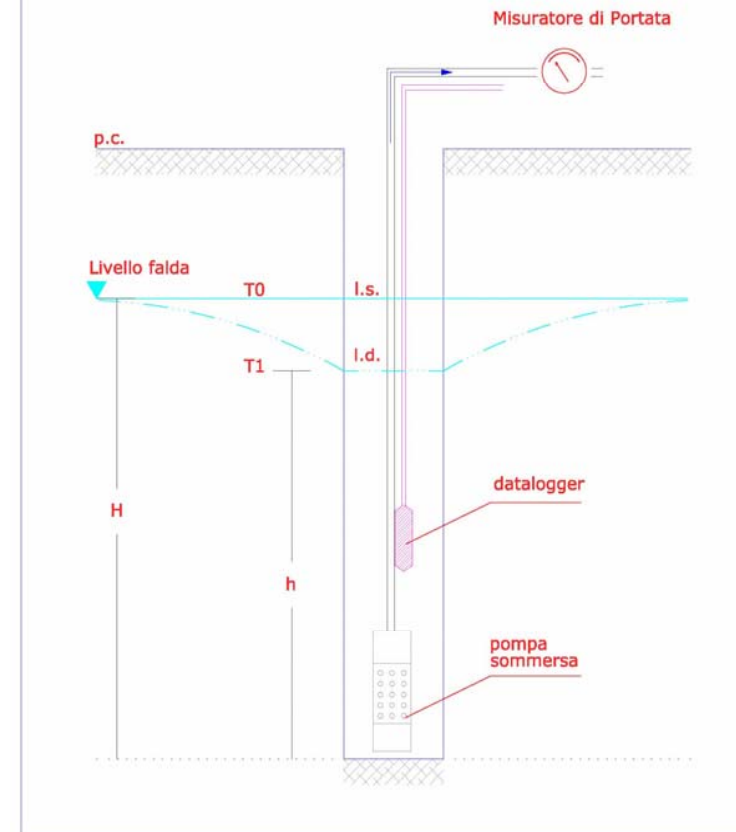 Misuratore di Portata
p.c.
Livello falda
T0
l.s.
l.d.
T1
datalogger
H
h
pompa
sommersa